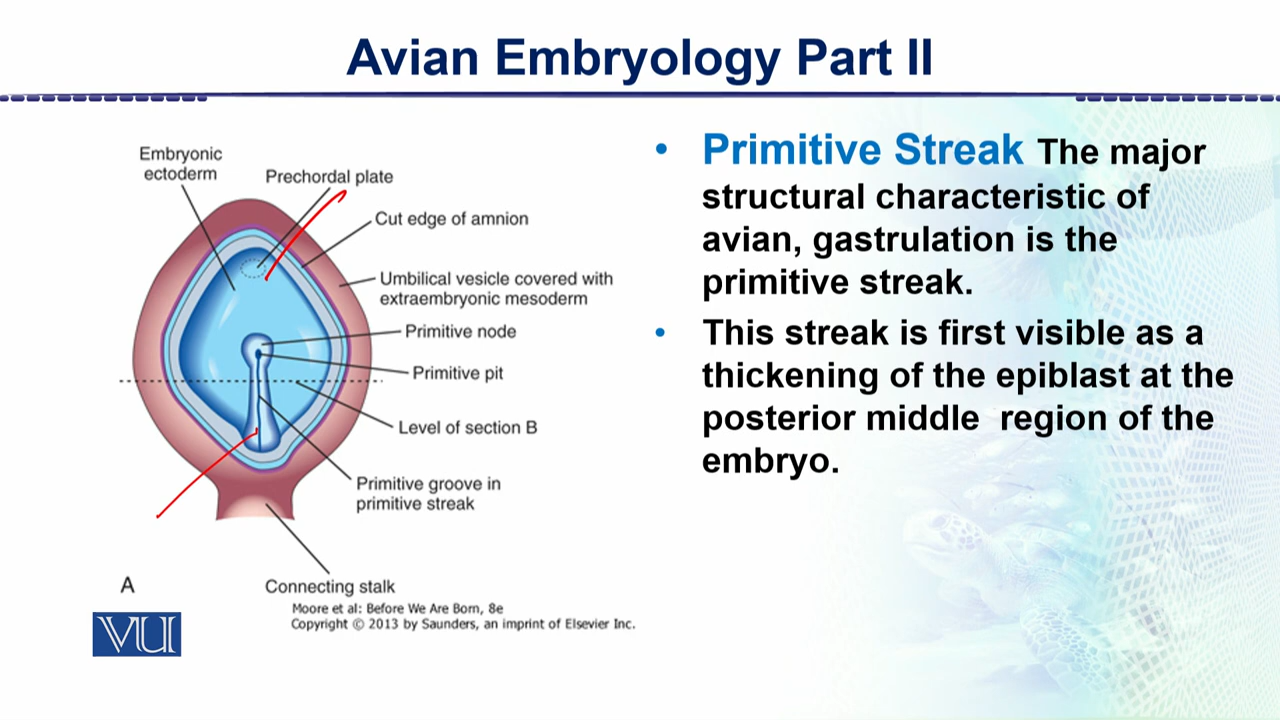 Avian Embryology Part II
Embryonic
ectoderm
Prechordal plate
Cut edge of amnion
Umbilical vesicle covered with
extraembryonic mesoderm
Primitive node
Primitive pit
Level of section B
Primitive groove in
primitive streak
Connecting stalk
A
Moore et al: Before We Are Born, 8e
Copyright © 2013 by Saunders, an imprint of Elsevier Inc.
VU
• Primitive Streak The major
structural characteristic of
avian, gastrulation is the
primitive streak.
• This streak is first visible as a
thickening of the epiblast at the
posterior middle region of the
embryo.